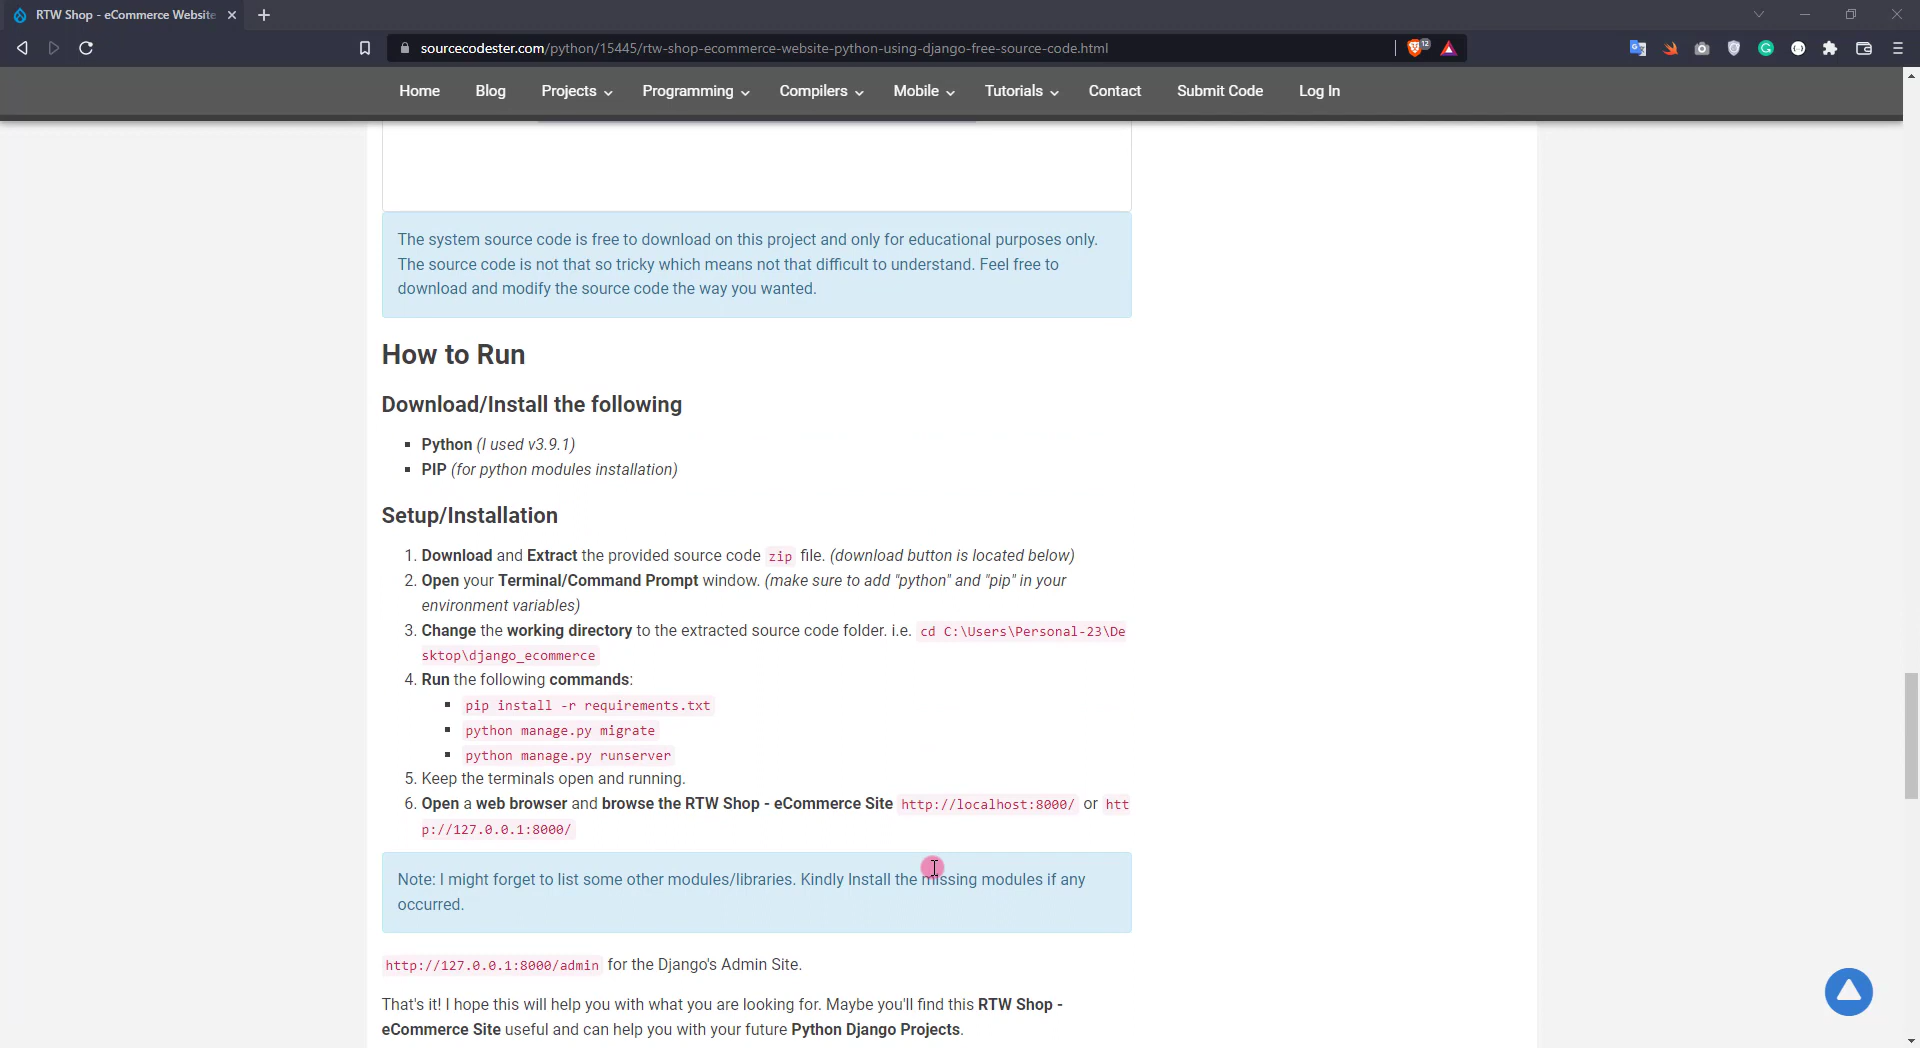 RTW Shop - eCommerce Website
sourcecodester.com/python/15445/rtw-shop-ecommerce-website-python-using-django-free-source-code.html
12
Home Blog Projects Programming Compilers Mobile Tutorials Contact Submit Code Log In
The system source code is free to download on this project and only for educational purposes only.
The source code is not that so tricky which means not that difficult to understand. Feel free to
download and modify the source code the way you wanted.
How to Run
Download/Install the following
Python (I used v3.9.1)
PIP (for python modules installation)
Setup/Installation
1. Download and Extract the provided source code zip file. (download button is located below)
2. Open your Terminal/Command Prompt window. (make sure to add "python" and "pip" in your
environment variables)
3. Change the working directory to the extracted source code folder. i.e. cd C:\Users\Personal-23\De
sktop\django_ecommerce
4. Run the following commands:
pip install -r requirements.txt
python manage.py migrate
python manage.py runserver
5. Keep the terminals open and running.
6. Open a web browser and browse the RTW Shop - eCommerce Site http://localhost:8000/ or htt
p://127.0.0.1:8000/
Note: I might forget to list some other modules/libraries. Kindly Install the missing modules if any
occurred.
http://127.0.0.1:8000/admin for the Django's Admin Site.
That's it! I hope this will help you with what you are looking for. Maybe you'll find this RTW Shop -
eCommerce Site useful and can help you with your future Python Django Projects.